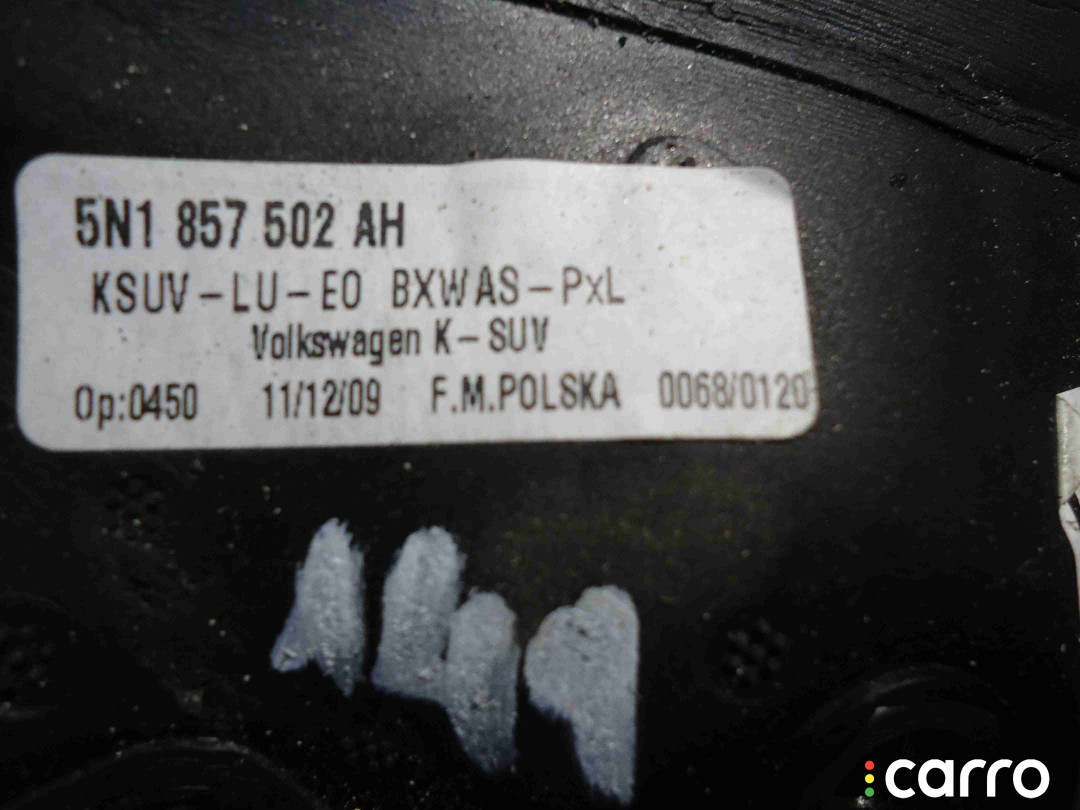 5N1 857 502 AH
KSUV-LU-EO BXWAS-PxL
Volkswagen K-SUV
Op:0450 11/12/09 F.M.POLSKA 0068/0120
carro